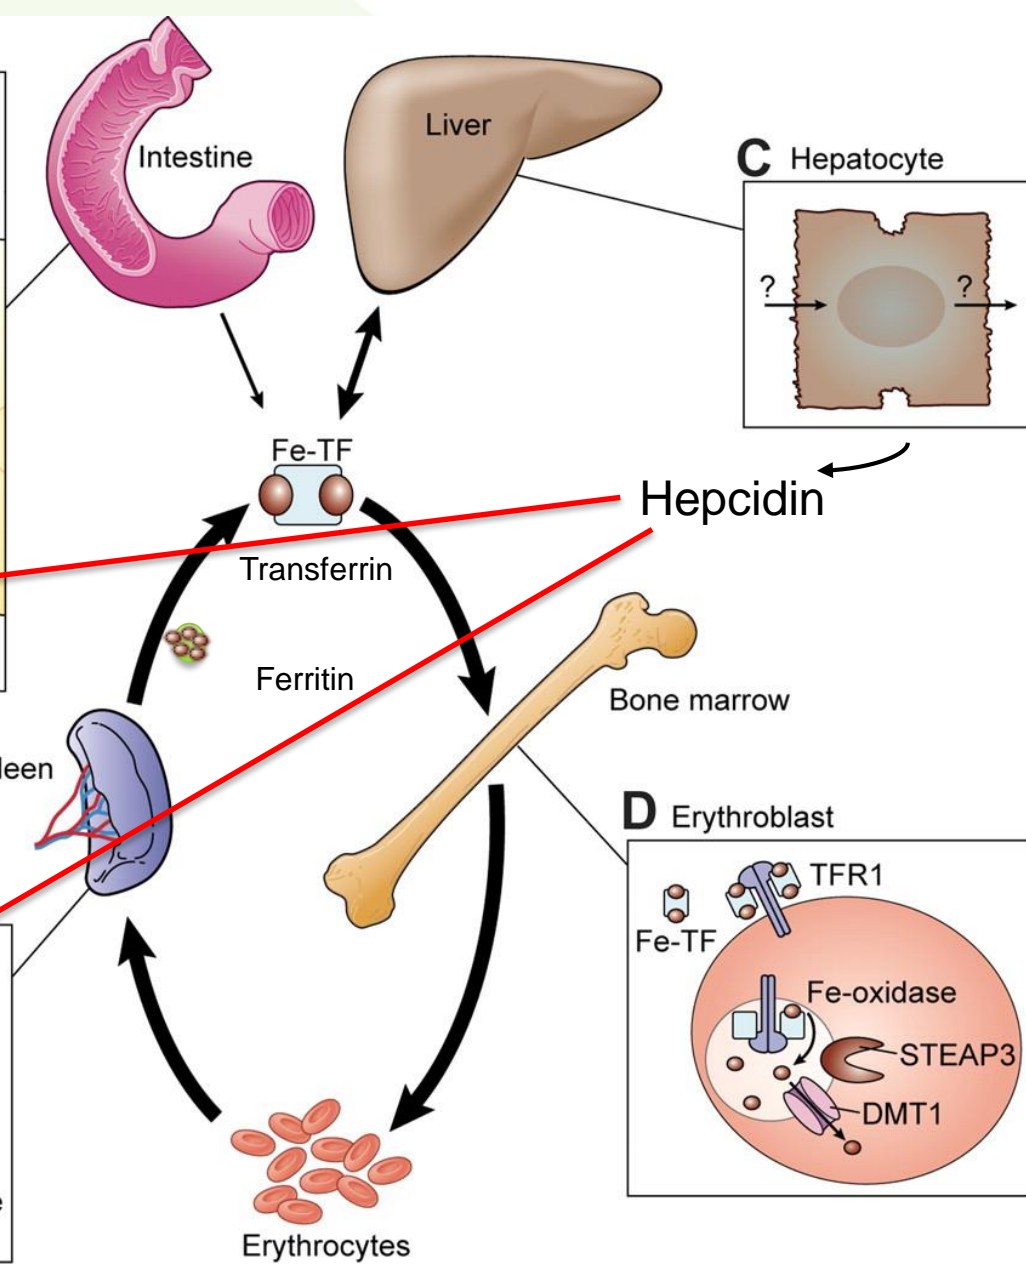 Intestine
Liver
C Hepatocyte
?
?
Fe-TF
Hepcidin
Transferrin
Ferritin
Bone marrow
leen
D Erythroblast
TFR1
Fe-TF
Fe-oxidase
STEAP3
DMT1
Erythrocytes
e